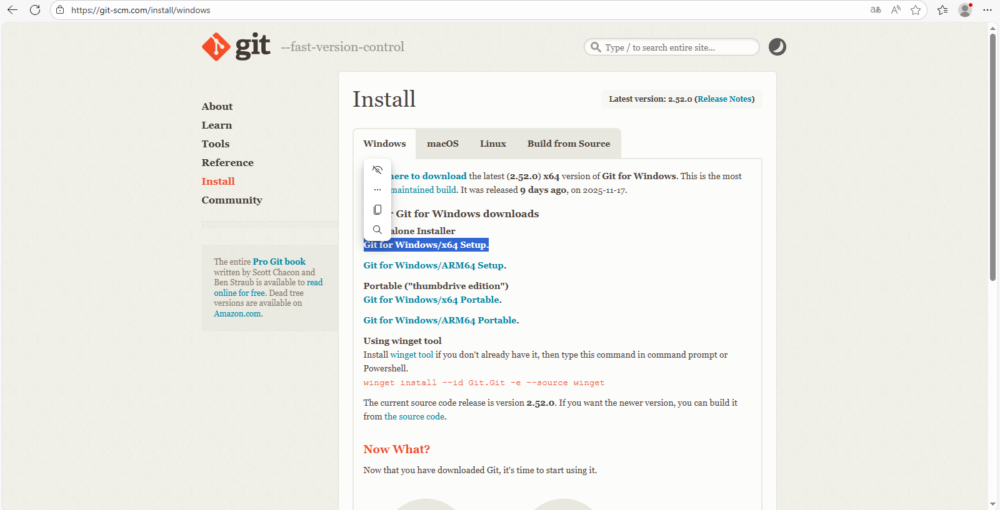 https://git-scm.com/install/windows
git --fast-version-control
Type / to search entire site...
About
Learn
Tools
Reference
Install
Community
The entire Pro Git book
written by Scott Chacon and
Ben Straub is available to read
online for free. Dead tree
versions are available on
Amazon.com.
Install
Latest version: 2.52.0 (Release Notes)
Windows macOS Linux Build from Source
here to download the latest (2.52.0) x64 version of Git for Windows. This is the most
maintained build. It was released 9 days ago, on 2025-11-17.
Git for Windows downloads
alone Installer
Git for Windows/x64 Setup.
Git for Windows/ARM64 Setup.
Portable ("thumbdrive edition")
Git for Windows/x64 Portable.
Git for Windows/ARM64 Portable.
Using winget tool
Install winget tool if you don't already have it, then type this command in command prompt or
Powershell.
winget install --id Git.Git -e --source winget
The current source code release is version 2.52.0. If you want the newer version, you can build it
from the source code.
Now What?
Now that you have downloaded Git, it's time to start using it.